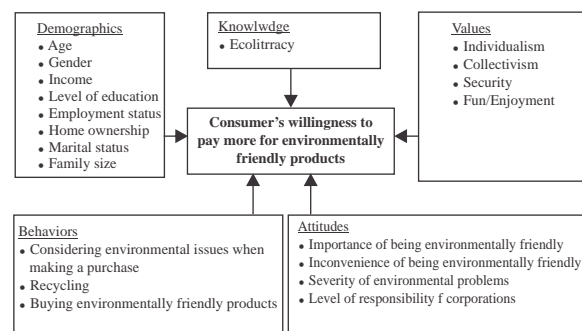 Demographics
• Age
• Gender
• Income
• Level of education
• Employment status
• Home ownership
• Marital status
• Family size
Knowlwdge
• Ecolitrracy
Values
• Individualism
• Collectivism
• Security
• Fun/Enjoyment
Consumer's willingness to
pay more for environmentally
friendly products
Behaviors
• Considering environmental issues when
making a purchase
• Recycling
• Buying environmentally friendly products
Attitudes
• Importance of being environmentally friendly
• Inconvenience of being environmentally friendly
• Severity of environmental problems
• Level of responsibility f corporations